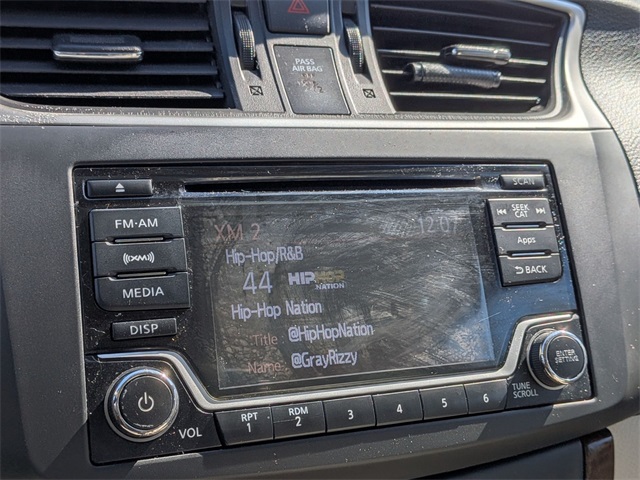 PASS
AIR BAG
SCAN
FM·AM
XM 2
12:07
SEEK
CAT
((XM))
Hip-Hop/R&B
Apps
44 HIPHOP
NATION
BACK
MEDIA
Hip-Hop Nation
DISP
Title : @HipHopNation
Name : @GrayRizzy
ENTER
SETTING
VOL
RPT
1
RDM
2
3
4
5
6
TUNE
SCROLL